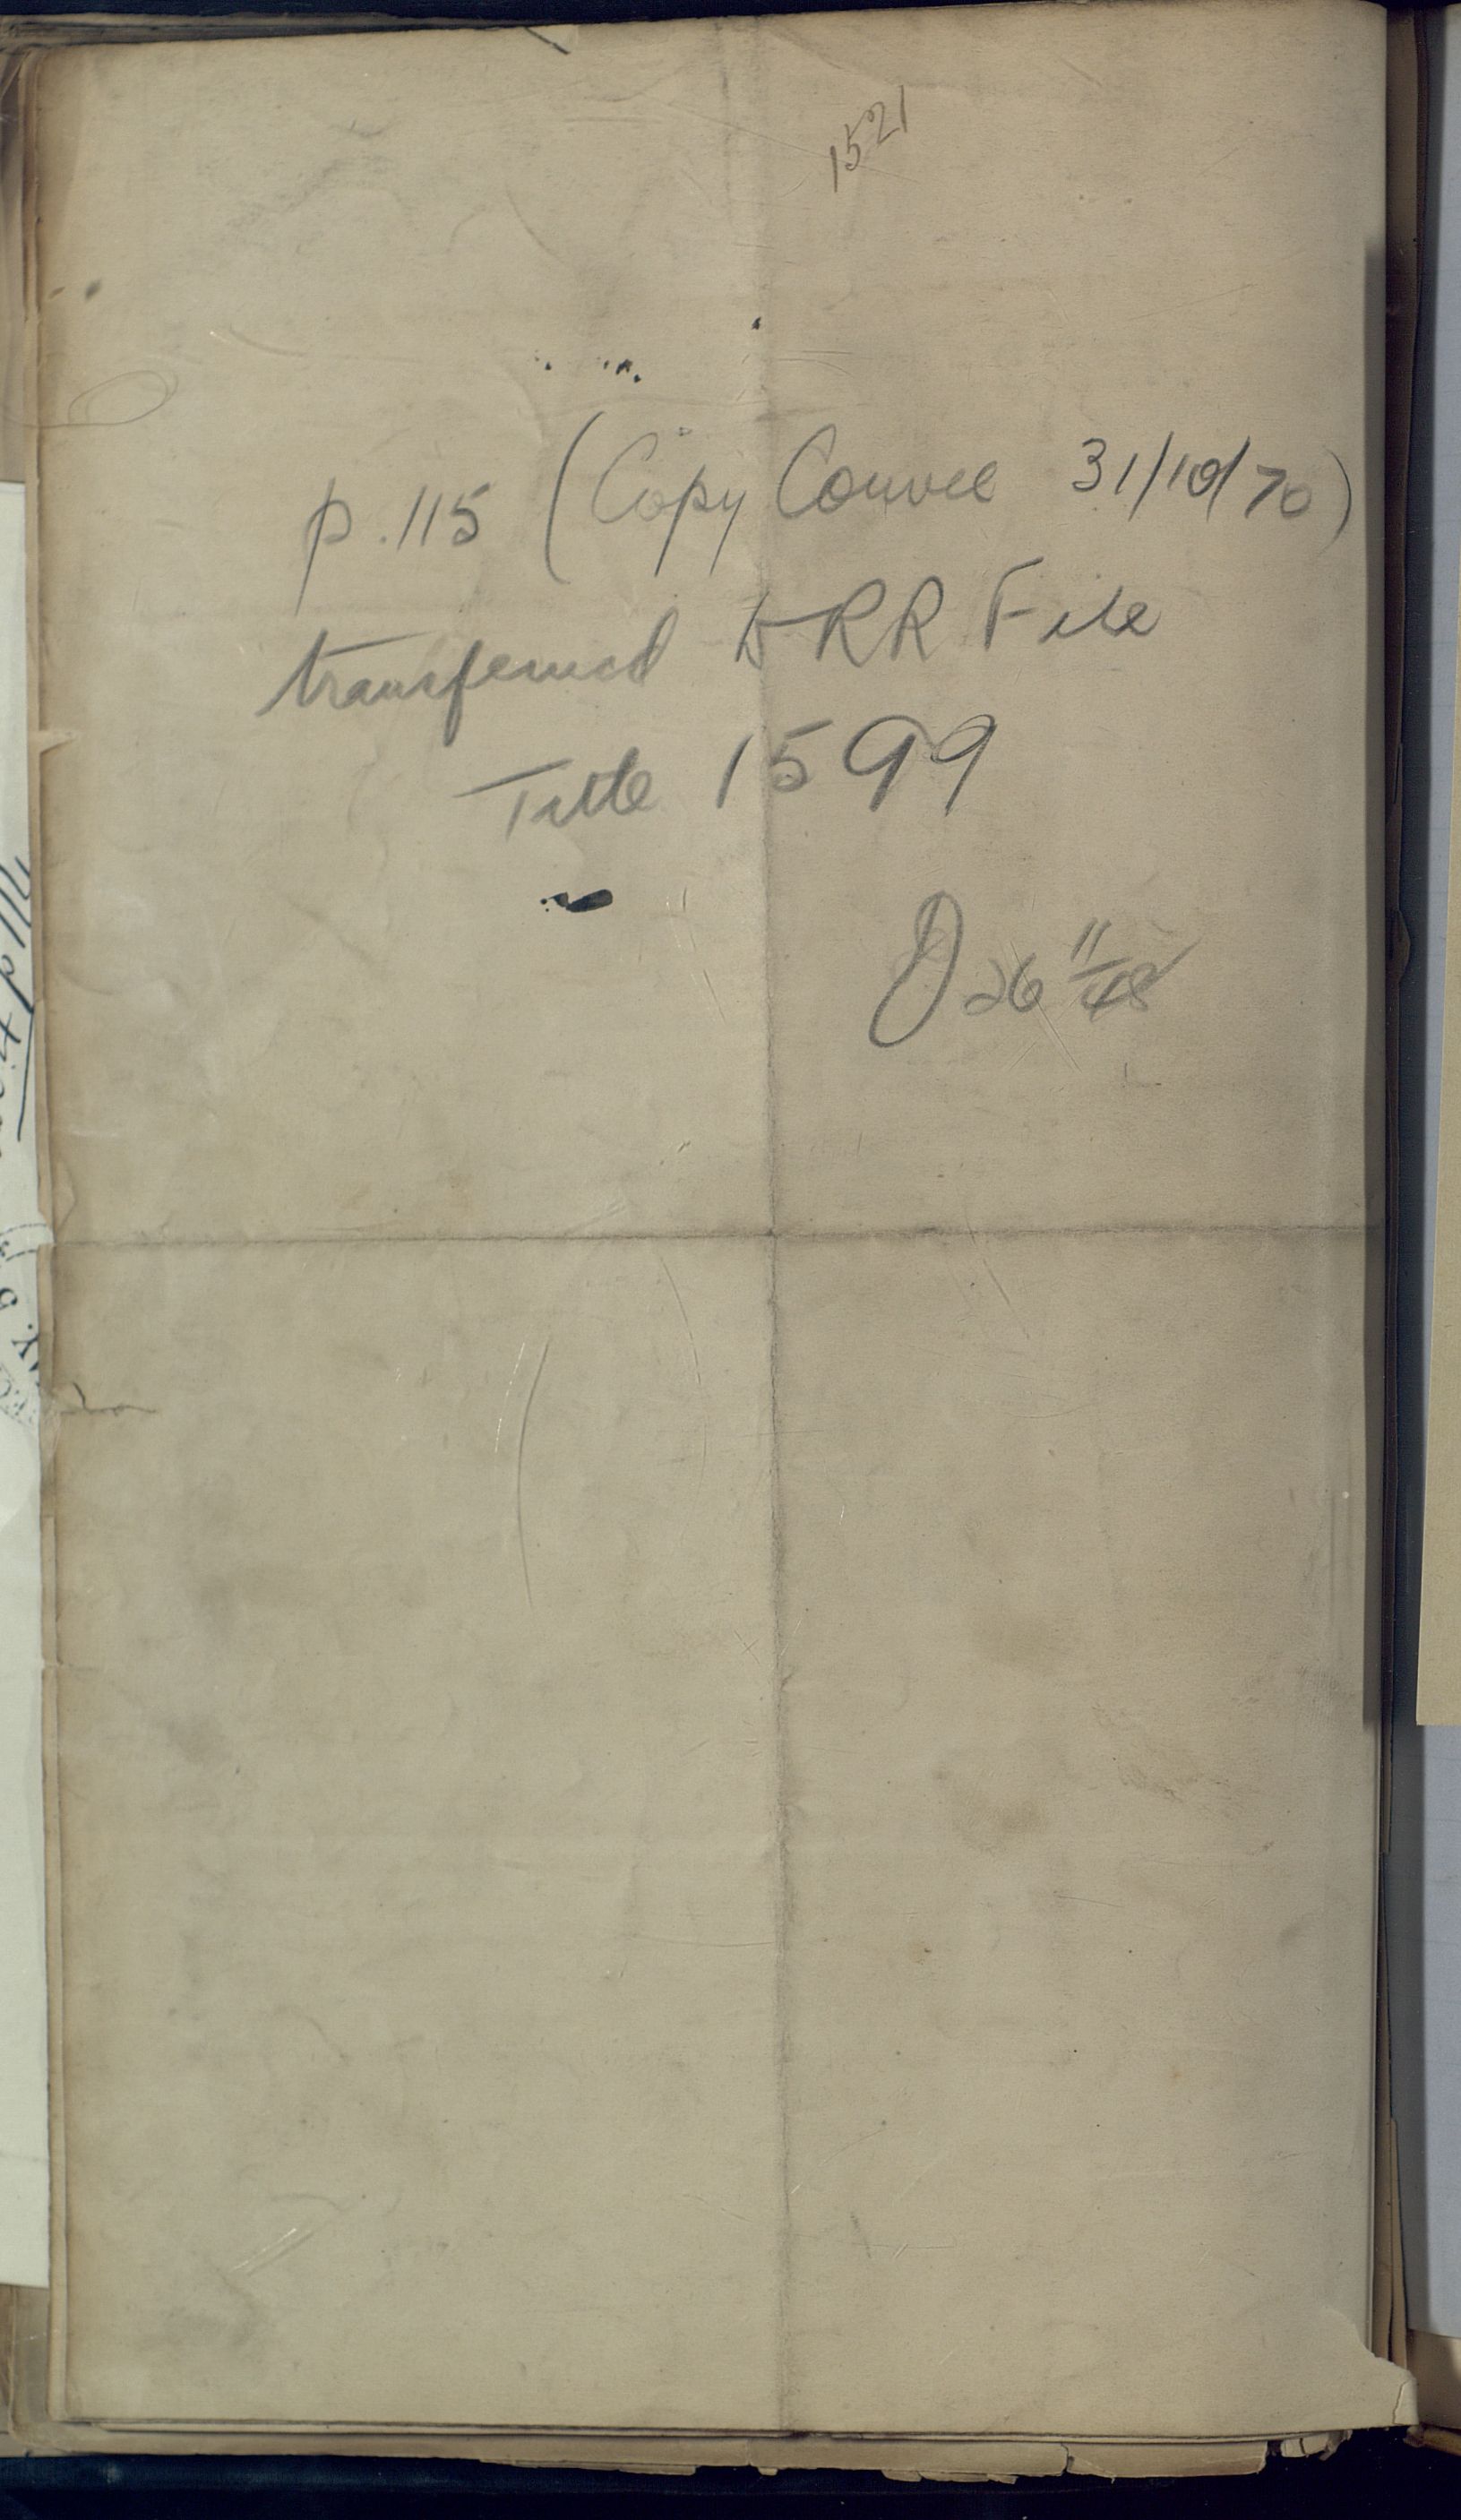 1521
p.115 (Copy Convce 31/10/70)
transferred to RR File
Title 1599
26 11/48